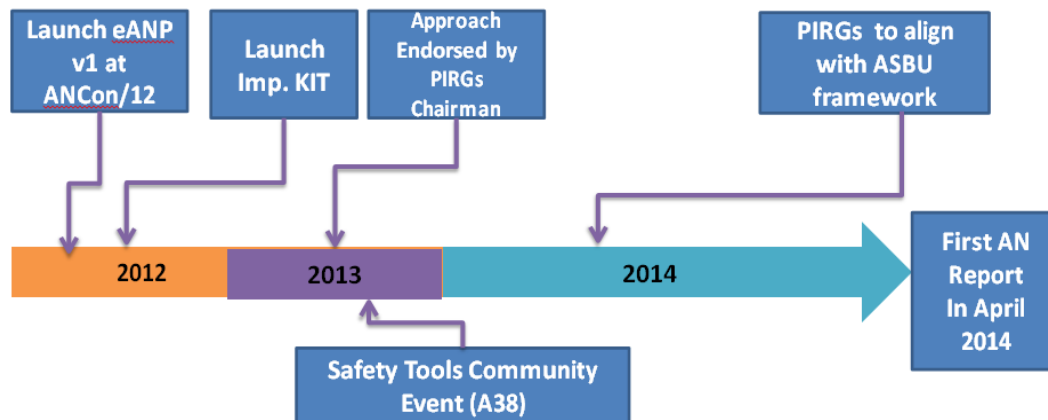 Launch eANP
v1 at
ANCon/12
Launch
Imp. KIT
Approach
Endorsed by
PIRGs
Chairman
PIRGs to align
with ASBU
framework
2012
2013
2014
First AN
Report
In April
2014
Safety Tools Community
Event (A38)